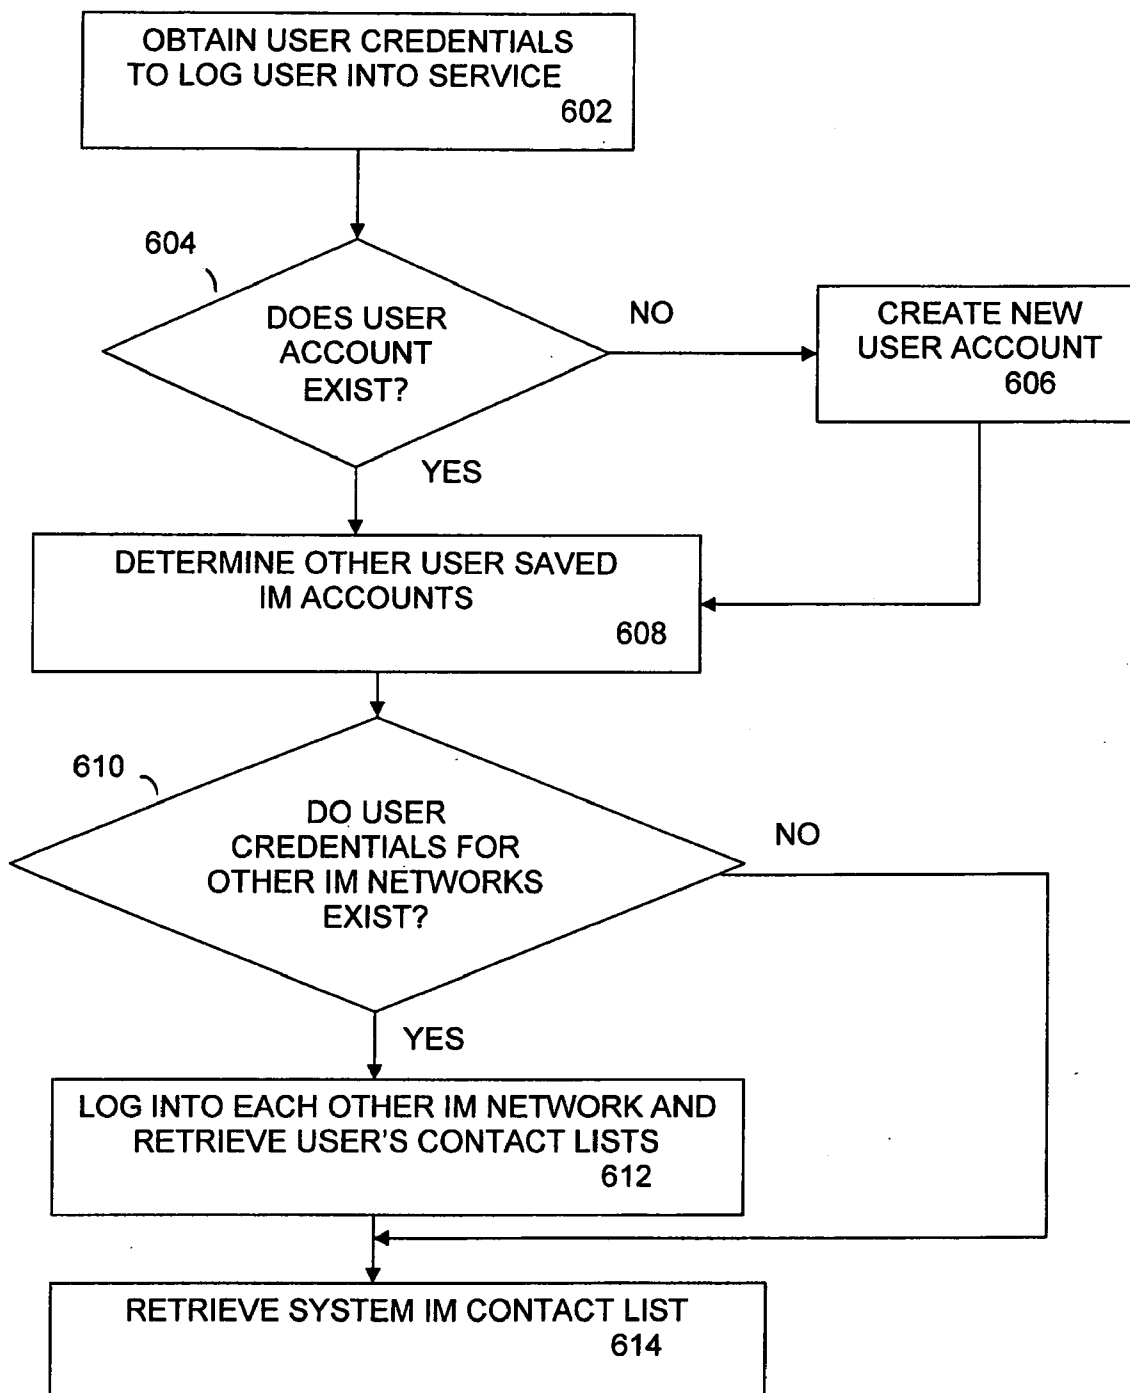 OBTAIN USER CREDENTIALS
TO LOG USER INTO SERVICE
602
604
DOES USER
ACCOUNT
EXIST?
NO
CREATE NEW
USER ACCOUNT
606
YES
DETERMINE OTHER USER SAVED
IM ACCOUNTS
608
610
DO USER
CREDENTIALS FOR
OTHER IM NETWORKS
EXIST?
NO
YES
LOG INTO EACH OTHER IM NETWORK AND
RETRIEVE USER'S CONTACT LISTS
612
RETRIEVE SYSTEM IM CONTACT LIST
614